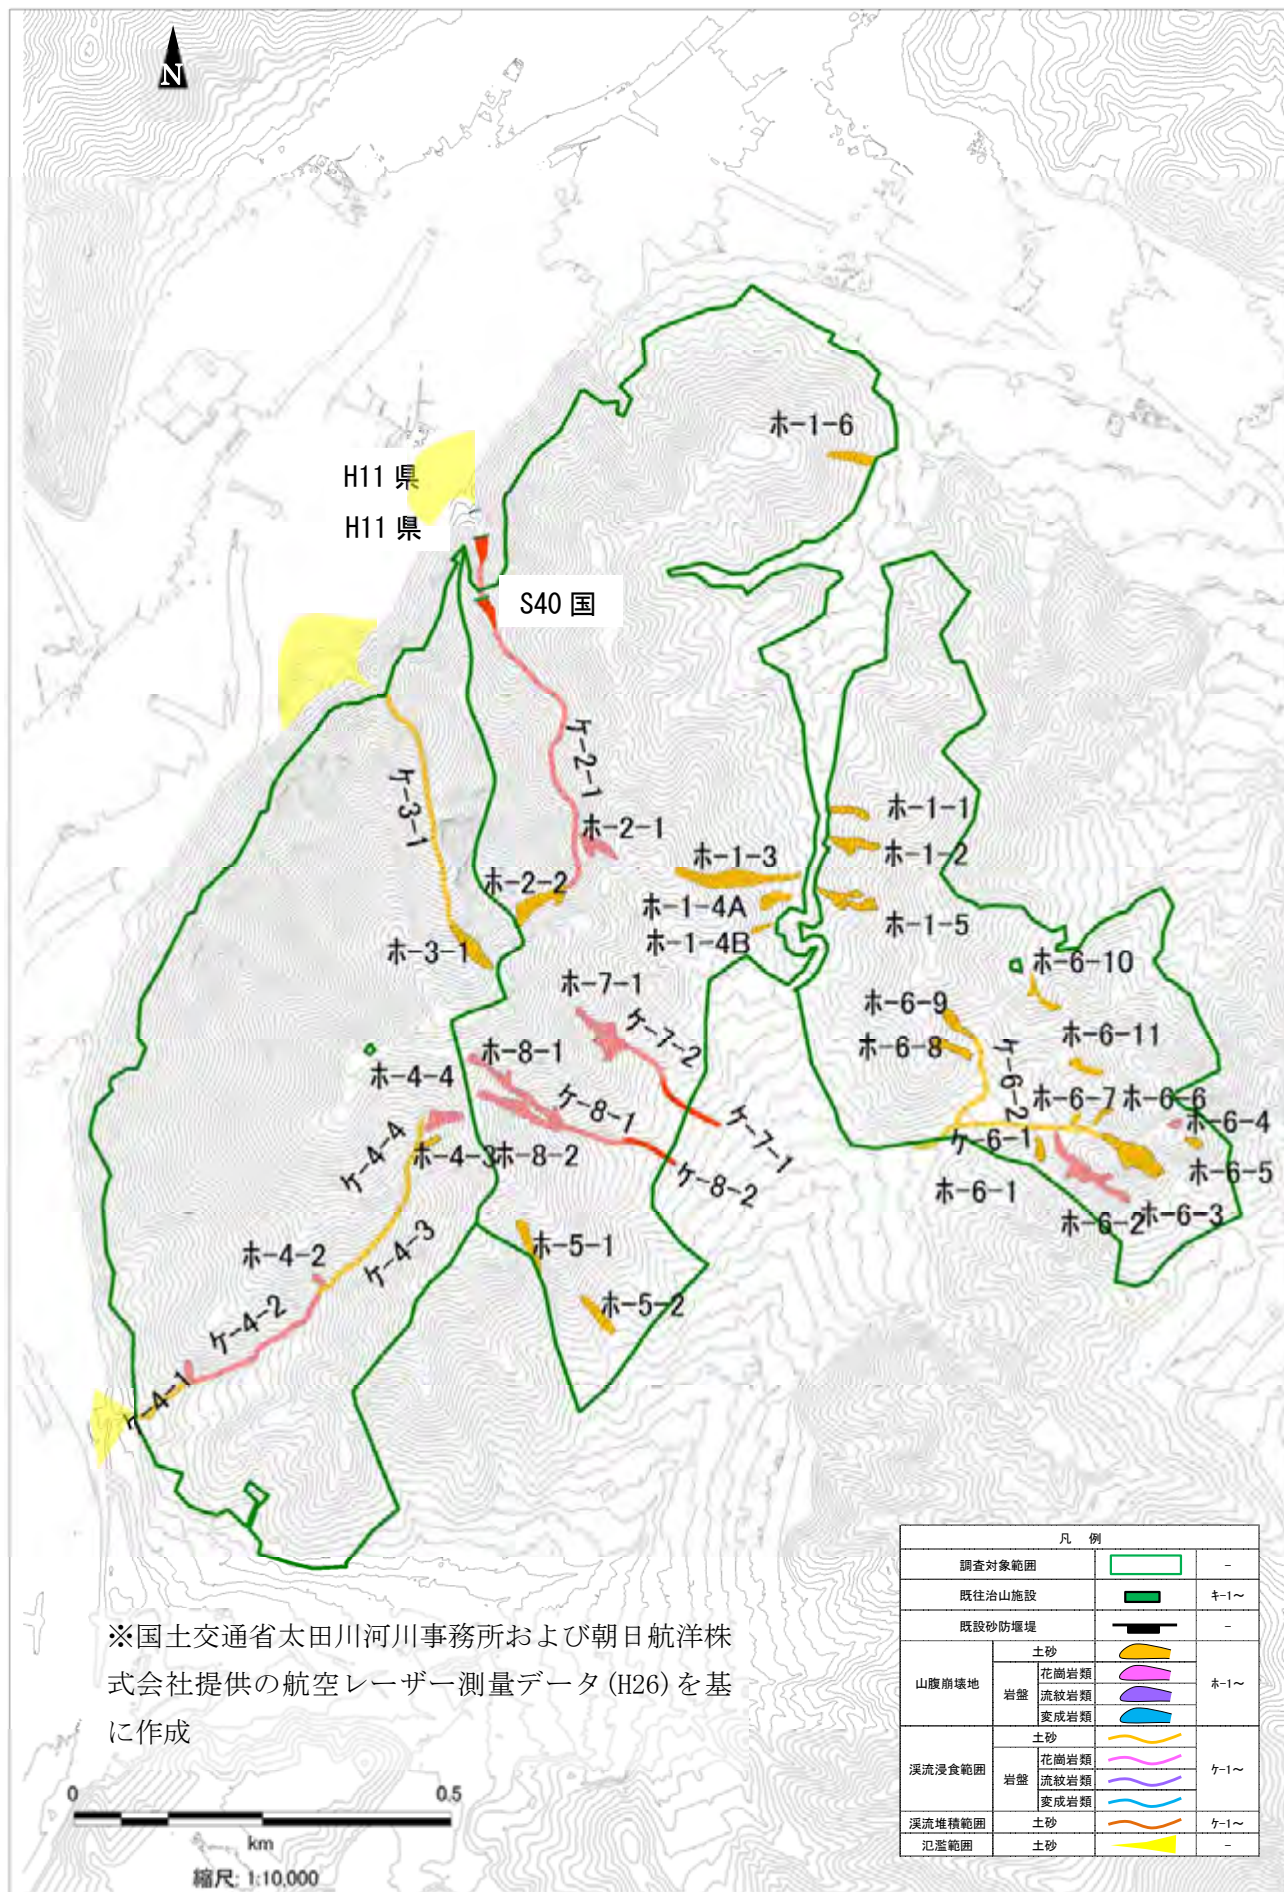 N
ホ-1-6
H11 県
H11 県
S40 国
ケ-2-1
ケ-3-1
ホ-2-1
ホ-1-1
ホ-1-2
ホ-1-3
ホ-2-2
ホ-1-4A
ホ-1-5
ホ-1-4B
ホ-3-1
ホ-6-10
ホ-7-1
ホ-6-9
ケ-7-2
ホ-6-11
ホ-6-8
ホ-8-1
ケ-6-2
ホ-4-4
ケ-8-1
ホ-6-7
ホ-6-6
ホ-6-4
ケ-4-4
ケ-7-1
ケ-6-1
ホ-4-3
ホ-8-2
ホ-6-5
ケ-8-2
ホ-6-1
ホ-6-2
ホ-6-3
ケ-4-3
ホ-5-1
ホ-4-2
ホ-5-2
ケ-4-2
ケ-4-1
凡 例
調査対象範囲 -
既往治山施設 キ-1～
既設砂防堰堤 -
山腹崩壊地 土砂 ホ-1～
岩盤 花崗岩類
流紋岩類
変成岩類
渓流浸食範囲 土砂 ケ-1～
岩盤 花崗岩類
流紋岩類
変成岩類
渓流堆積範囲 土砂 ケ-1～
氾濫範囲 土砂 -
※国土交通省太田川河川事務所および朝日航洋株
式会社提供の航空レーザー測量データ(H26)を基
に作成
0 0.5
km
縮尺: 1:10,000